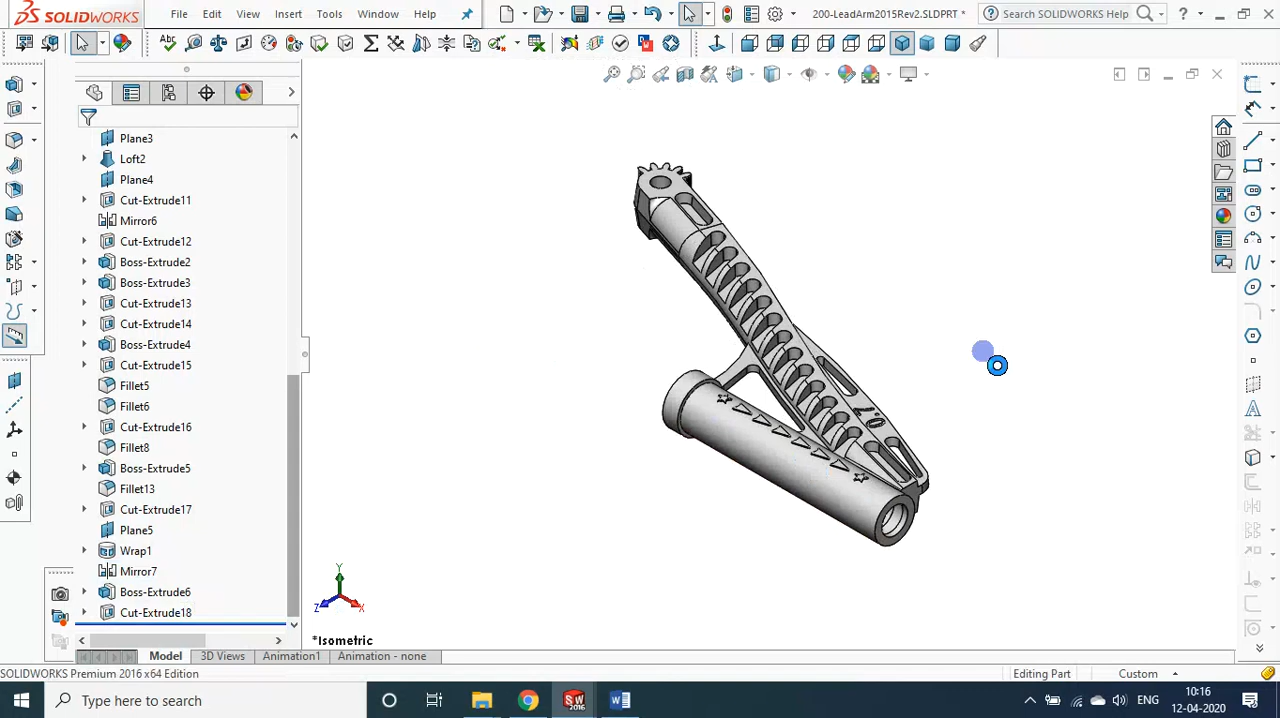 SOLIDWORKS File Edit View Insert Tools Window Help 200-LeadArm2015Rev2.SLDPRT * Search SOLIDWORKS Help
Plane3
Loft2
Plane4
Cut-Extrude11
Mirror6
Cut-Extrude12
Boss-Extrude2
Boss-Extrude3
Cut-Extrude13
Cut-Extrude14
Boss-Extrude4
Cut-Extrude15
Fillet5
Fillet6
Cut-Extrude16
Fillet8
Boss-Extrude5
Fillet13
Cut-Extrude17
Plane5
Wrap1
Mirror7
Boss-Extrude6
Cut-Extrude18
Y
Z X
*Isometric
Model 3D Views Animation1 Animation - none
SOLIDWORKS Premium 2016 x64 Edition Editing Part Custom
Type here to search ENG 10:16
12-04-2020